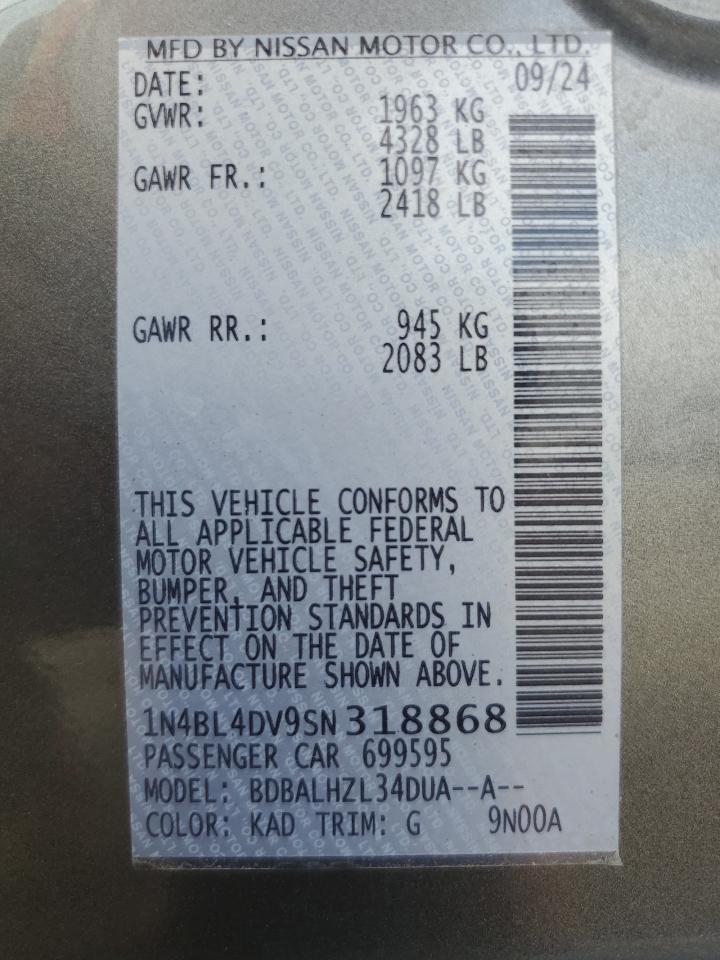 MFD BY NISSAN MOTOR CO., LTD.
DATE: 09/24
GVWR: 1963 KG
4328 LB
GAWR FR.: 1097 KG
2418 LB
GAWR RR.: 945 KG
2083 LB
THIS VEHICLE CONFORMS TO
ALL APPLICABLE FEDERAL
MOTOR VEHICLE SAFETY,
BUMPER, AND THEFT
PREVENTION STANDARDS IN
EFFECT ON THE DATE OF
MANUFACTURE SHOWN ABOVE.
1N4BL4DV9SN318868
PASSENGER CAR 699595
MODEL: BDBALHZL34DUA--A--
COLOR: KAD TRIM: G 9N00A